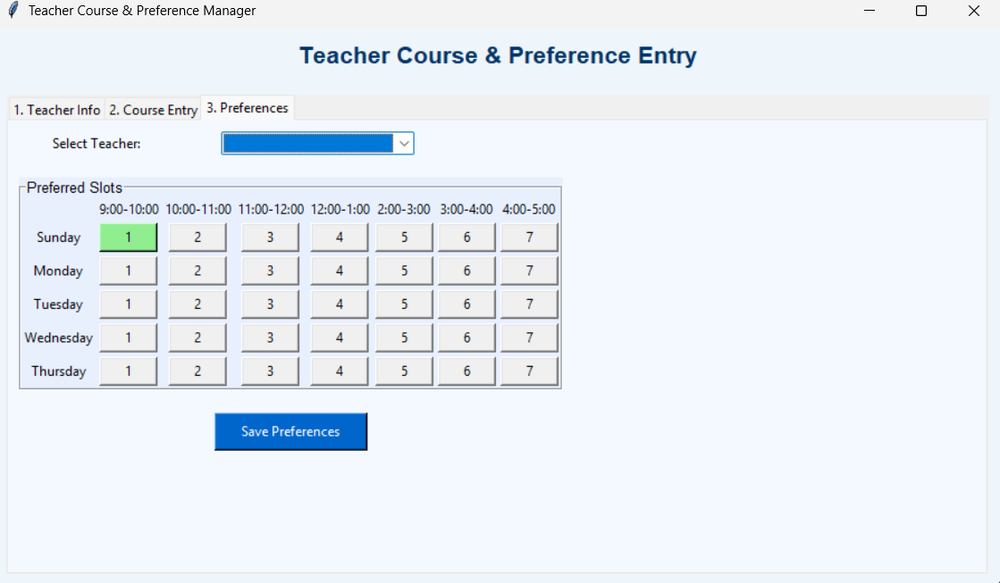 Teacher Course & Preference Manager
Teacher Course & Preference Entry
1. Teacher Info 2. Course Entry 3. Preferences
Select Teacher:
Preferred Slots
9:00-10:00 10:00-11:00 11:00-12:00 12:00-1:00 2:00-3:00 3:00-4:00 4:00-5:00
Sunday 1 2 3 4 5 6 7
Monday 1 2 3 4 5 6 7
Tuesday 1 2 3 4 5 6 7
Wednesday 1 2 3 4 5 6 7
Thursday 1 2 3 4 5 6 7
Save Preferences